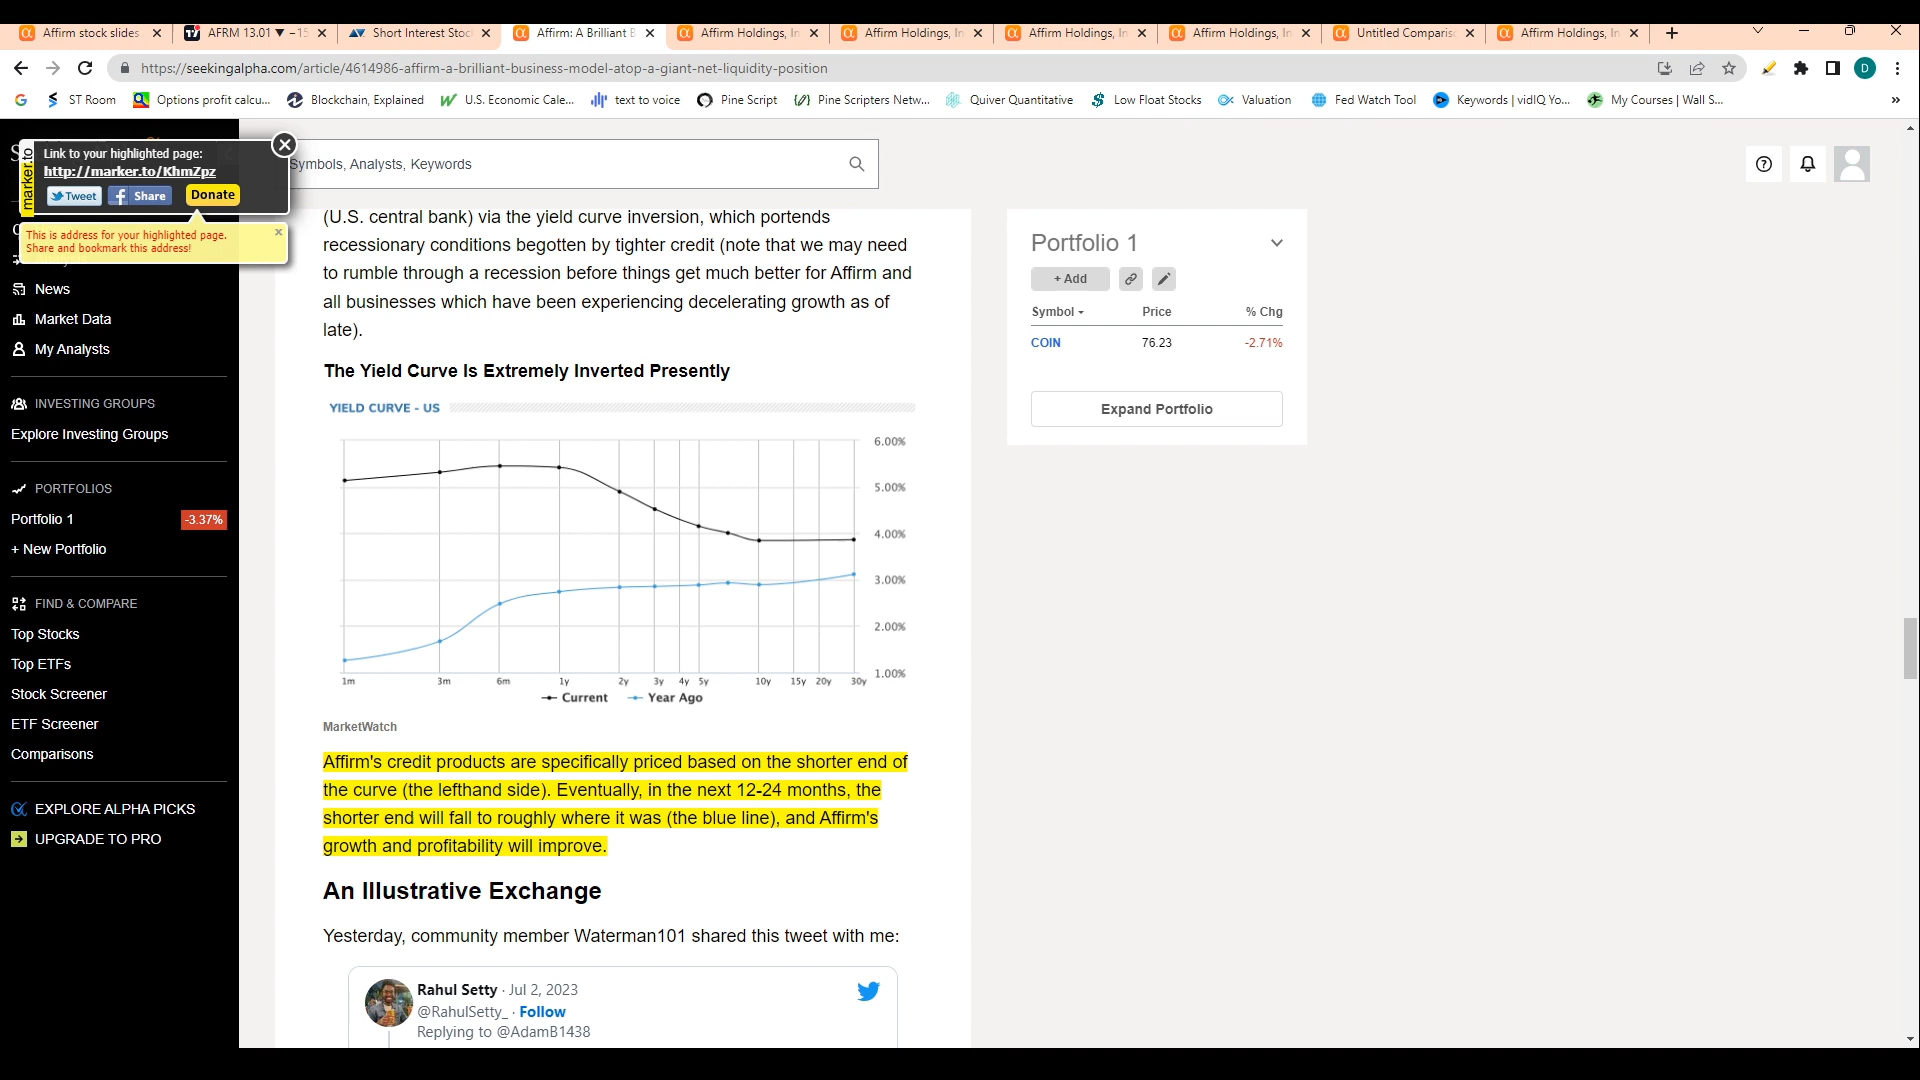 Affirm stock slides
AFRM 13.01 ▼ −15
Short Interest Stoc
Affirm: A Brilliant B
Affirm Holdings, In
Affirm Holdings, In
Affirm Holdings, In
Affirm Holdings, In
Untitled Comparis
Affirm Holdings, In
https://seekingalpha.com/article/4614986-affirm-a-brilliant-business-model-atop-a-giant-net-liquidity-position
D
ST Room
Options profit calcu...
Blockchain, Explained
U.S. Economic Cale...
text to voice
Pine Script
Pine Scripters Netw...
Quiver Quantitative
Low Float Stocks
Valuation
Fed Watch Tool
Keywords | vidIQ Yo...
My Courses | Wall S...
»
marker.to
Link to your highlighted page:
http://marker.to/KhmZpz
Tweet
Share
Donate
This is address for your highlighted page.
Share and bookmark this address!
Symbols, Analysts, Keywords
News
Market Data
My Analysts
INVESTING GROUPS
Explore Investing Groups
PORTFOLIOS
Portfolio 1
-3.37%
+ New Portfolio
FIND & COMPARE
Top Stocks
Top ETFs
Stock Screener
ETF Screener
Comparisons
EXPLORE ALPHA PICKS
UPGRADE TO PRO
(U.S. central bank) via the yield curve inversion, which portends
recessionary conditions begotten by tighter credit (note that we may need
to rumble through a recession before things get much better for Affirm and
all businesses which have been experiencing decelerating growth as of
late).
The Yield Curve Is Extremely Inverted Presently
YIELD CURVE - US
6.00%
5.00%
4.00%
3.00%
2.00%
1.00%
1m 3m 6m 1y 2y 3y 4y 5y 10y 15y 20y 30y
Current Year Ago
MarketWatch
Affirm's credit products are specifically priced based on the shorter end of
the curve (the lefthand side). Eventually, in the next 12-24 months, the
shorter end will fall to roughly where it was (the blue line), and Affirm's
growth and profitability will improve.
An Illustrative Exchange
Yesterday, community member Waterman101 shared this tweet with me:
Rahul Setty · Jul 2, 2023
@RahulSetty_ · Follow
Replying to @AdamB1438
Portfolio 1
+ Add
Symbol Price % Chg
COIN 76.23 -2.71%
Expand Portfolio